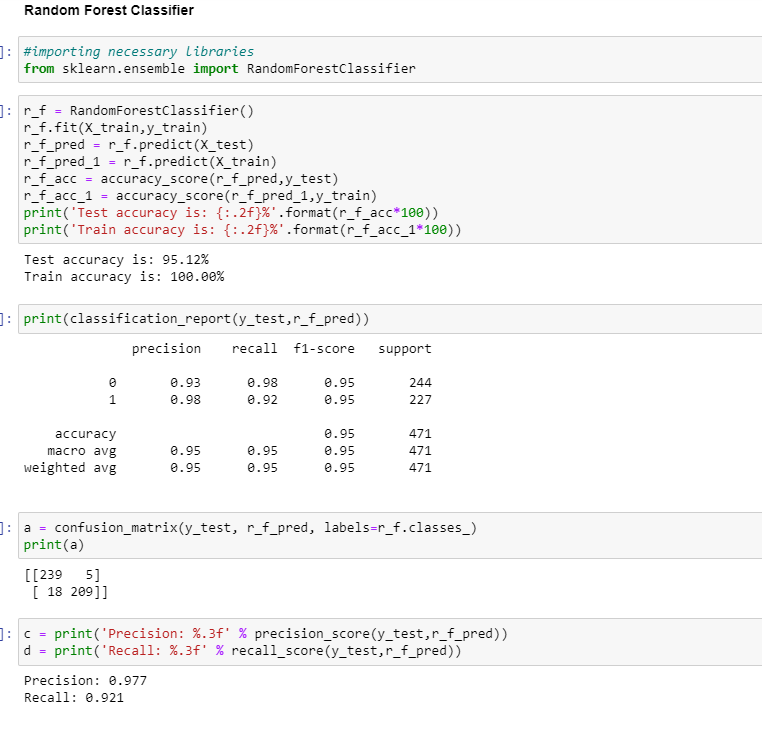 Random Forest Classifier
]: #importing necessary libraries
from sklearn.ensemble import RandomForestClassifier
]: r_f = RandomForestClassifier()
r_f.fit(X_train,y_train)
r_f_pred = r_f.predict(X_test)
r_f_pred_1 = r_f.predict(X_train)
r_f_acc = accuracy_score(r_f_pred,y_test)
r_f_acc_1 = accuracy_score(r_f_pred_1,y_train)
print('Test accuracy is: {:.2f}%'.format(r_f_acc*100))
print('Train accuracy is: {:.2f}%'.format(r_f_acc_1*100))
Test accuracy is: 95.12%
Train accuracy is: 100.00%
]: print(classification_report(y_test,r_f_pred))
precision recall f1-score support
0 0.93 0.98 0.95 244
1 0.98 0.92 0.95 227
accuracy 0.95 471
macro avg 0.95 0.95 0.95 471
weighted avg 0.95 0.95 0.95 471
]: a = confusion_matrix(y_test, r_f_pred, labels=r_f.classes_)
print(a)
[[239 5]
[ 18 209]]
]: c = print('Precision: %.3f' % precision_score(y_test,r_f_pred))
d = print('Recall: %.3f' % recall_score(y_test,r_f_pred))
Precision: 0.977
Recall: 0.921